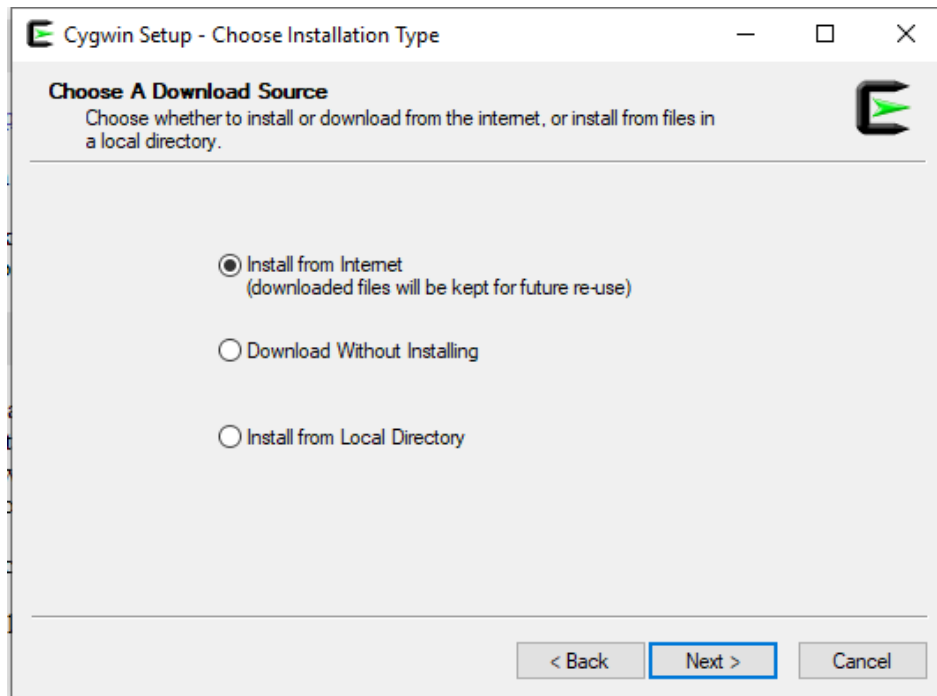 Cygwin Setup - Choose Installation Type
Choose A Download Source
Choose whether to install or download from the internet, or install from files in
a local directory.
Install from Internet
(downloaded files will be kept for future re-use)
Download Without Installing
Install from Local Directory
< Back
Next >
Cancel